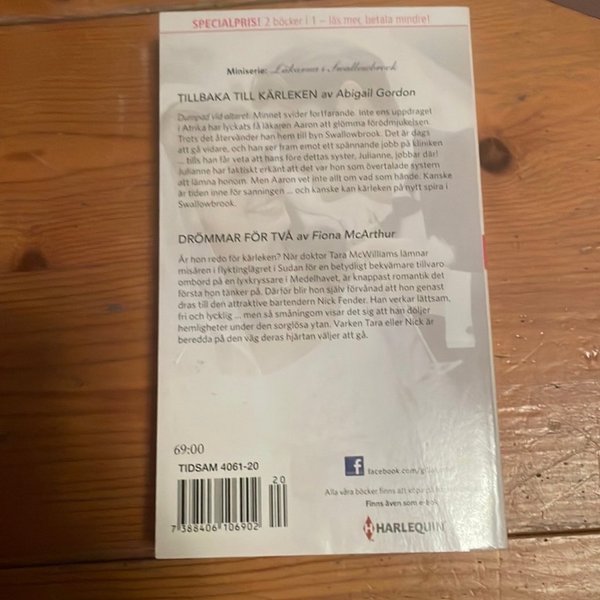 SPECIALPRIS! 2 böcker i 1 – läs mer, betala mindre!
Miniserie: Läkarna i Swallowbrook
TILLBAKA TILL KÄRLEKEN av Abigail Gordon
Dumpad vid altaret. Minnet svider fortfarande. Inte ens uppdraget
i Afrika har lyckats få läkaren Aaron att glömma förödmjukelsen.
Trots det återvänder han hem till byn Swallowbrook. Det är dags
att gå vidare, och han ser fram emot ett spännande jobb på kliniken
... tills han får veta att hans före dettas syster, Julianne, jobbar där!
Julianne har faktiskt erkänt att det var hon som övertalade system
att lämna honom. Men Aaron vet inte allt om vad som hände. Kanske
är tiden inne för sanningen ... och kanske kan kärleken på nytt spira i
Swallowbrook.
DRÖMMAR FÖR TVÅ av Fiona McArthur
Är hon redo för kärleken? När doktor Tara McWilliams lämnar
misären i flyktinglägret i Sudan för en betydligt bekvämare tillvaro
ombord på en lyxkryssare i Medelhavet, är knappast romantik det
första hon tänker på. Därför blir hon själv förvånad att hon genast
dras till den attraktive bartendern Nick Fender. Han verkar lättsam,
fri och lycklig ... men så småningom visar det sig att han döljer
hemligheter under den sorglösa ytan. Varken Tara eller Nick är
beredda på den väg deras hjärtan väljer att gå.
69:00
TIDSAM 4061-20
20
7 388406 106902
facebook.com/
Alla våra böcker finns att köpa på
Finns även som e-bok
HARLEQUIN